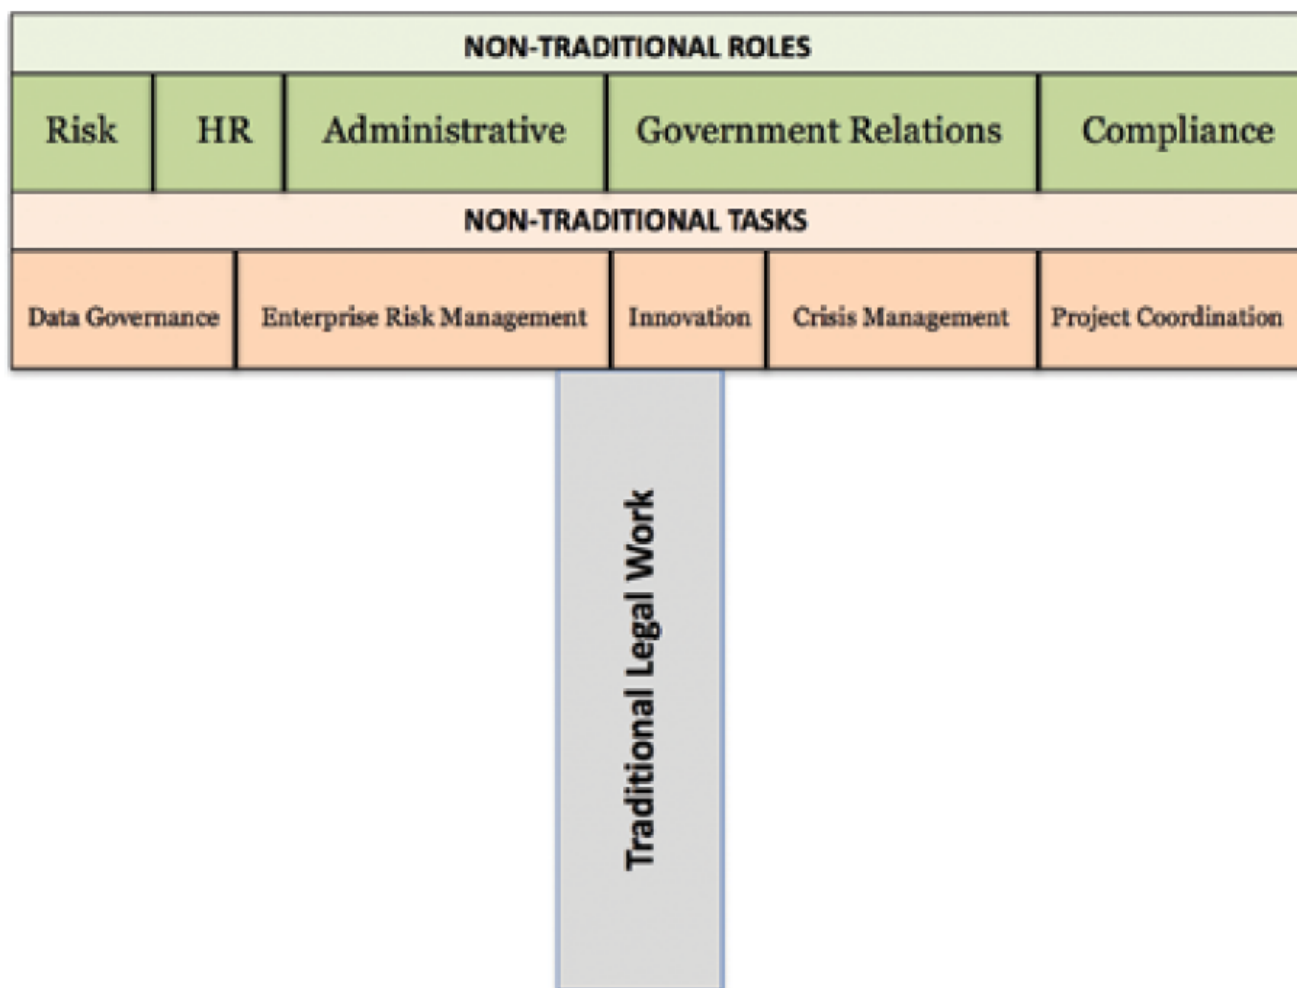 NON-TRADITIONAL ROLES
Risk HR Administrative Government Relations Compliance
NON-TRADITIONAL TASKS
Data Governance Enterprise Risk Management Innovation Crisis Management Project Coordination
Traditional Legal Work